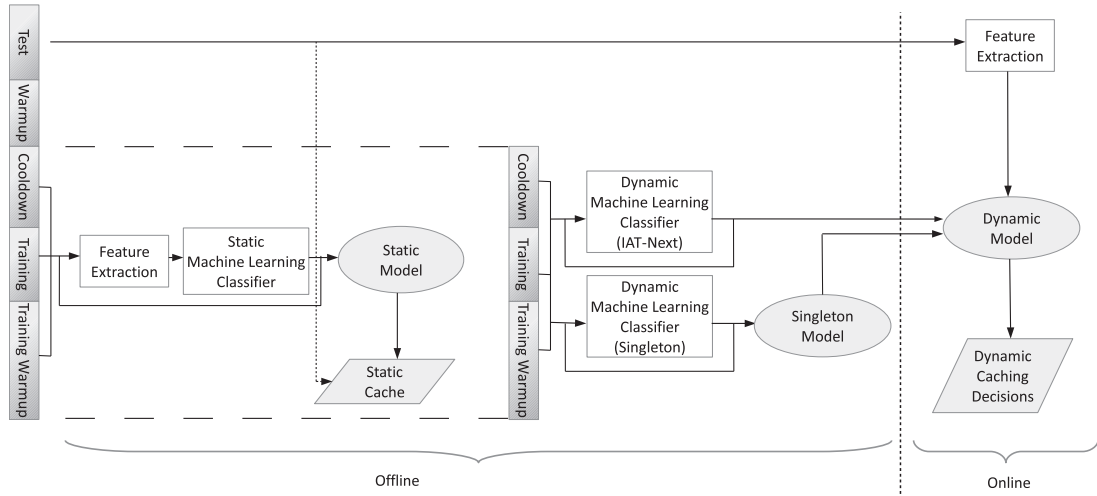 Test
Warmup
Cooldown
Training
Training Warmup
Feature
Extraction
Static
Machine Learning
Classifier
Static
Model
Static
Cache
Cooldown
Training
Training Warmup
Dynamic
Machine Learning
Classifier
(IAT-Next)
Dynamic
Machine Learning
Classifier
(Singleton)
Singleton
Model
Feature
Extraction
Dynamic
Model
Dynamic
Caching
Decisions
Offline
Online